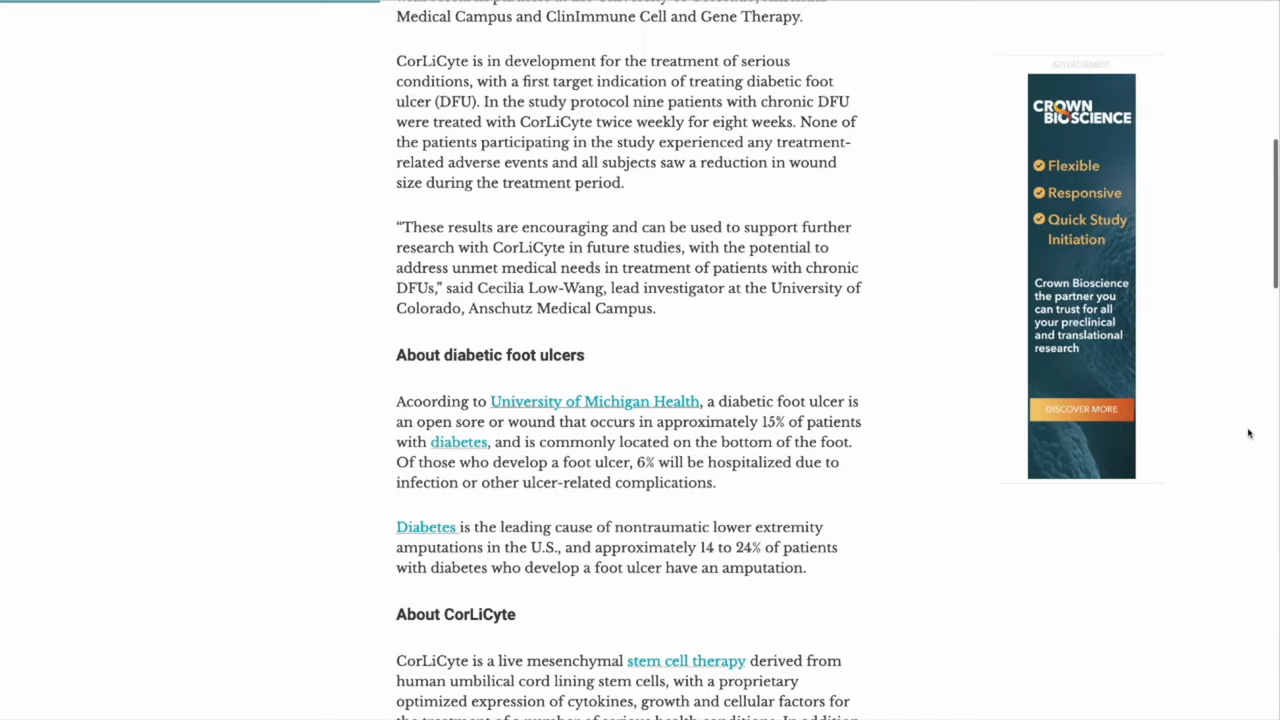 Medical Campus and ClinImmune Cell and Gene Therapy.
CorLiCyte is in development for the treatment of serious
conditions, with a first target indication of treating diabetic foot
ulcer (DFU). In the study protocol nine patients with chronic DFU
were treated with CorLiCyte twice weekly for eight weeks. None of
the patients participating in the study experienced any treatment-
related adverse events and all subjects saw a reduction in wound
size during the treatment period.
“These results are encouraging and can be used to support further
research with CorLiCyte in future studies, with the potential to
address unmet medical needs in treatment of patients with chronic
DFUs,” said Cecilia Low-Wang, lead investigator at the University of
Colorado, Anschutz Medical Campus.
About diabetic foot ulcers
Acoording to University of Michigan Health, a diabetic foot ulcer is
an open sore or wound that occurs in approximately 15% of patients
with diabetes, and is commonly located on the bottom of the foot.
Of those who develop a foot ulcer, 6% will be hospitalized due to
infection or other ulcer-related complications.
Diabetes is the leading cause of nontraumatic lower extremity
amputations in the U.S., and approximately 14 to 24% of patients
with diabetes who develop a foot ulcer have an amputation.
About CorLiCyte
CorLiCyte is a live mesenchymal stem cell therapy derived from
human umbilical cord lining stem cells, with a proprietary
optimized expression of cytokines, growth and cellular factors for
ADVERTISEMENT
CROWN
BIOSCIENCE
Flexible
Responsive
Quick Study
Initiation
Crown Bioscience
the partner you
can trust for all
your preclinical
and translational
research
DISCOVER MORE